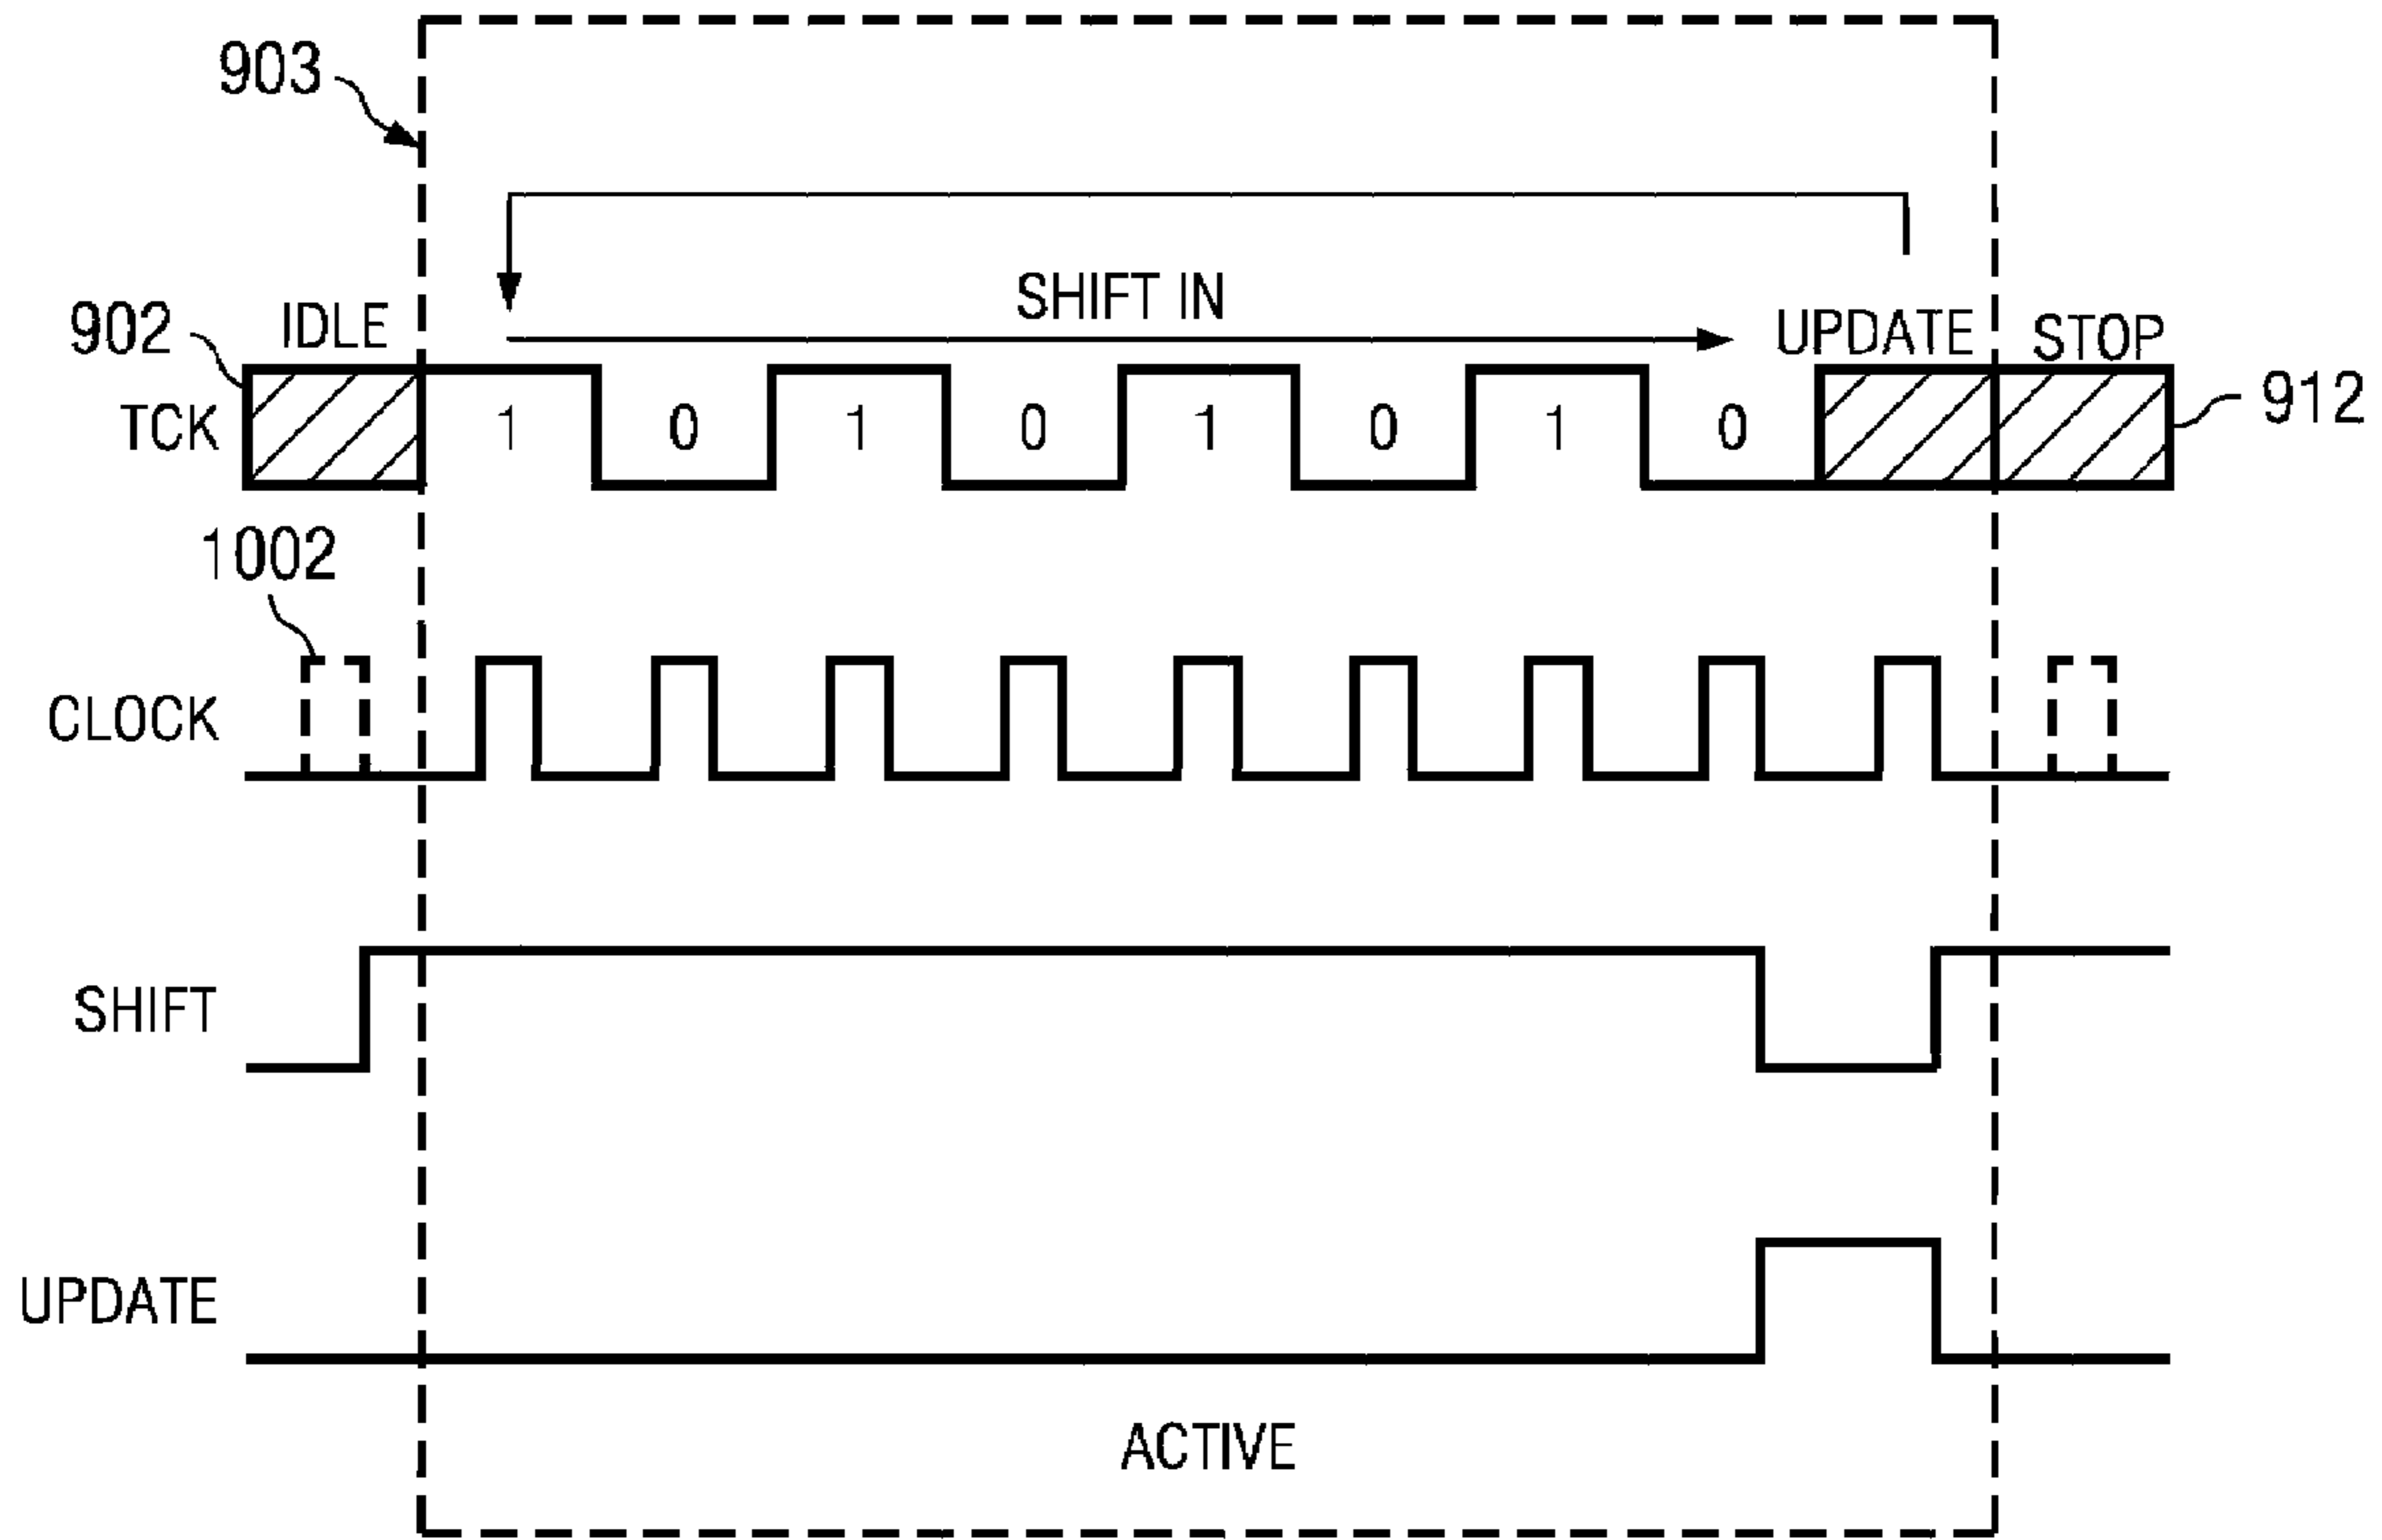 903
SHIFT IN
902 IDLE UPDATE STOP
TCK 1 0 1 0 1 0 1 0 912
1002
CLOCK
SHIFT
UPDATE
ACTIVE